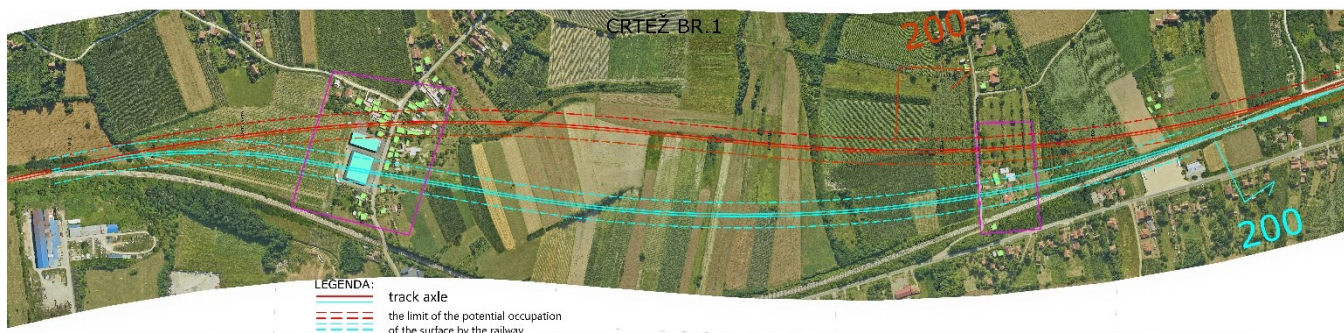 CRTEŽ BR.1
200
200
LEGENDA:
track axle
the limit of the potential occupation
of the surface by the railway